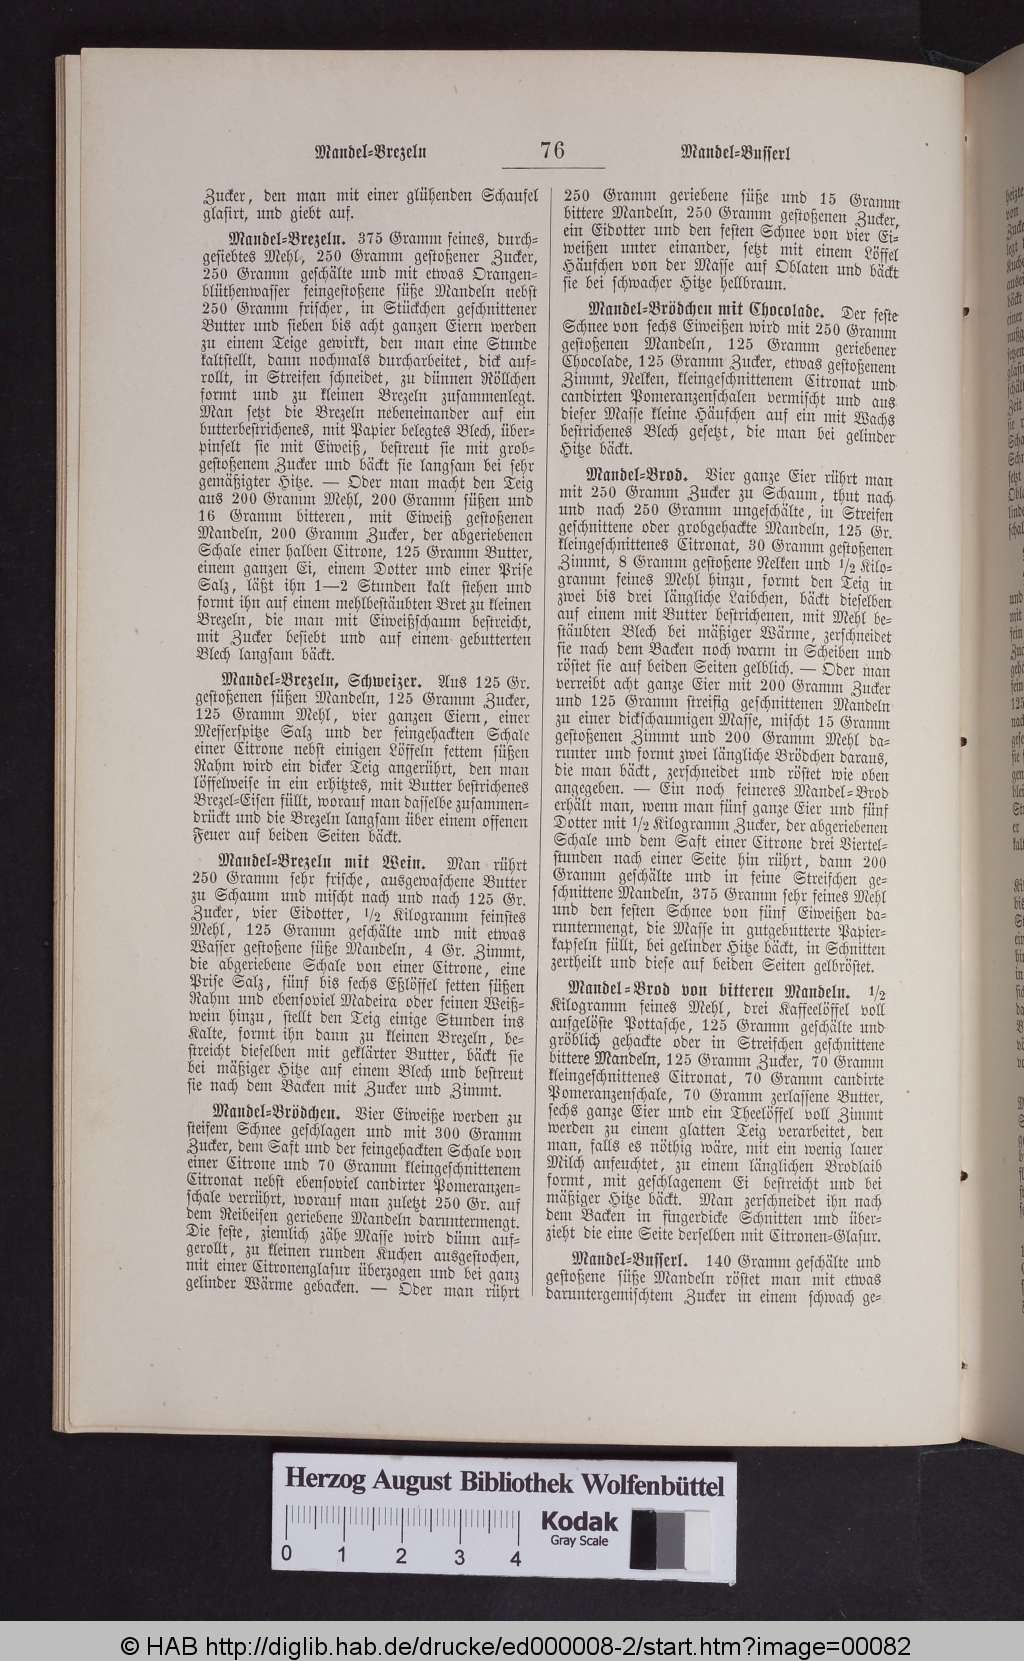 Mandel-Brezeln 76 Mandel-Busserl
Zucker, den man mit einer glühenden Schaufel
glasirt, und giebt auf.
Mandel-Brezeln. 375 Gramm feines, durch-
gesiebtes Mehl, 250 Gramm gestoßener Zucker,
250 Gramm geschälte und mit etwas Orangen-
blüthenwasser feingestoßene süße Mandeln nebst
250 Gramm frischer, in Stückchen geschnittener
Butter und sieben bis acht ganzen Eiern werden
zu einem Teige gewirkt, den man eine Stunde
kaltstellt, dann nochmals durcharbeitet, dick auf-
rollt, in Streifen schneidet, zu dünnen Röllchen
formt und zu kleinen Brezeln zusammenlegt.
Man setzt die Brezeln nebeneinander auf ein
butterbestrichenes, mit Papier belegtes Blech, über-
pinselt sie mit Eiweiß, bestreut sie mit grob-
gestoßenem Zucker und bäckt sie langsam bei sehr
gemäßigter Hitze. — Oder man macht den Teig
aus 200 Gramm Mehl, 200 Gramm süßen und
16 Gramm bitteren, mit Eiweiß gestoßenen
Mandeln, 200 Gramm Zucker, der abgeriebenen
Schale einer halben Citrone, 125 Gramm Butter,
einem ganzen Ei, einem Dotter und einer Prise
Salz, läßt ihn 1—2 Stunden kalt stehen und
formt ihn auf einem mehlbestäubten Bret zu kleinen
Brezeln, die man mit Eiweißschaum bestreicht,
mit Zucker besiebt und auf einem gebutterten
Blech langsam bäckt.
Mandel-Brezeln, Schweizer. Aus 125 Gr.
gestoßenen süßen Mandeln, 125 Gramm Zucker,
125 Gramm Mehl, vier ganzen Eiern, einer
Messerspitze Salz und der feingehackten Schale
einer Citrone nebst einigen Löffeln fettem süßen
Rahm wird ein dicker Teig angerührt, den man
löffelweise in ein erhitztes, mit Butter bestrichenes
Brezel-Eisen füllt, worauf man dasselbe zusammen-
drückt und die Brezeln langsam über einem offenen
Feuer auf beiden Seiten bäckt.
Mandel-Brezeln mit Wein. Man rührt
250 Gramm sehr frische, ausgewaschene Butter
zu Schaum und mischt nach und nach 125 Gr.
Zucker, vier Eidotter, 1/2 Kilogramm feinstes
Mehl, 125 Gramm geschälte und mit etwas
Wasser gestoßene süße Mandeln, 4 Gr. Zimmt,
die abgeriebene Schale von einer Citrone, eine
Prise Salz, fünf bis sechs Eßlöffel fetten süßen
Rahm und ebensoviel Madeira oder feinen Weiß-
wein hinzu, stellt den Teig einige Stunden ins
Kalte, formt ihn dann zu kleinen Brezeln, be-
streicht dieselben mit geklärter Butter, bäckt sie
bei mäßiger Hitze auf einem Blech und bestreut
sie nach dem Backen mit Zucker und Zimmt.
Mandel-Brödchen. Vier Eiweiße werden zu
steifem Schnee geschlagen und mit 300 Gramm
Zucker, dem Saft und der feingehackten Schale von
einer Citrone und 70 Gramm kleingeschnittenem
Citronat nebst ebensoviel candirter Pomeranzen-
schale verrührt, worauf man zuletzt 250 Gr. auf
dem Reibeisen geriebene Mandeln daruntermengt.
Die feste, ziemlich zähe Masse wird dünn auf-
gerollt, zu kleinen runden Kuchen ausgestochen,
mit einer Citronenglasur überzogen und bei ganz
gelinder Wärme gebacken. — Oder man rührt
250 Gramm geriebene süße und 15 Gramm
bittere Mandeln, 250 Gramm gestoßenen Zucker,
ein Eidotter und den festen Schnee von vier Ei-
weißen unter einander, setzt mit einem Löffel
Häufchen von der Masse auf Oblaten und bäckt
sie bei schwacher Hitze hellbraun.
Mandel-Brödchen mit Chocolade. Der feste
Schnee von sechs Eiweißen wird mit 250 Gramm
gestoßenen Mandeln, 125 Gramm geriebener
Chocolade, 125 Gramm Zucker, etwas gestoßenem
Zimmt, Nelken, kleingeschnittenem Citronat und
candirten Pomeranzenschalen vermischt und aus
dieser Masse kleine Häufchen auf ein mit Wachs
bestrichenes Blech gesetzt, die man bei gelinder
Hitze bäckt.
Mandel-Brod. Vier ganze Eier rührt man
mit 250 Gramm Zucker zu Schaum, thut nach
und nach 250 Gramm ungeschälte, in Streifen
geschnittene oder grobgehackte Mandeln, 125 Gr.
kleingeschnittenes Citronat, 30 Gramm gestoßenen
Zimmt, 8 Gramm gestoßene Nelken und 1/2 Kilo-
gramm feines Mehl hinzu, formt den Teig in
zwei bis drei längliche Laibchen, bäckt dieselben
auf einem mit Butter bestrichenen, mit Mehl be-
stäubten Blech bei mäßiger Wärme, zerschneidet
sie nach dem Backen noch warm in Scheiben und
röstet sie auf beiden Seiten gelblich. — Oder man
verreibt acht ganze Eier mit 200 Gramm Zucker
und 125 Gramm streifig geschnittenen Mandeln
zu einer dickschaumigen Masse, mischt 15 Gramm
gestoßenen Zimmt und 200 Gramm Mehl da-
runter und formt zwei längliche Brödchen daraus,
die man bäckt, zerschneidet und röstet wie oben
angegeben. — Ein noch feineres Mandel-Brod
erhält man, wenn man fünf ganze Eier und fünf
Dotter mit 1/2 Kilogramm Zucker, der abgeriebenen
Schale und dem Saft einer Citrone drei Viertel-
stunden nach einer Seite hin rührt, dann 200
Gramm geschälte und in feine Streifchen ge-
schnittene Mandeln, 375 Gramm sehr feines Mehl
und den festen Schnee von fünf Eiweißen da-
runtermengt, die Masse in gutgebutterte Papier-
kapseln füllt, bei gelinder Hitze bäckt, in Schnitten
zertheilt und diese auf beiden Seiten gelbröstet.
Mandel-Brod von bitteren Mandeln. 1/2
Kilogramm feines Mehl, drei Kaffeelöffel voll
aufgelöste Pottasche, 125 Gramm geschälte und
gröblich gehackte oder in Streifchen geschnittene
bittere Mandeln, 125 Gramm Zucker, 70 Gramm
kleingeschnittenes Citronat, 70 Gramm candirte
Pomeranzenschale, 70 Gramm zerlassene Butter,
sechs ganze Eier und ein Theelöffel voll Zimmt
werden zu einem glatten Teig verarbeitet, den
man, falls es nöthig wäre, mit ein wenig lauer
Milch anfeuchtet, zu einem länglichen Brodlaib
formt, mit geschlagenem Ei bestreicht und bei
mäßiger Hitze bäckt. Man zerschneidet ihn nach
dem Backen in fingerdicke Schnitten und über-
zieht die eine Seite derselben mit Citronen-Glasur.
Mandel-Busserl. 140 Gramm geschälte und
gestoßene süße Mandeln röstet man mit etwas
daruntergemischtem Zucker in einem schwach ge-
Herzog August Bibliothek Wolfenbüttel
0 1 2 3 4
Kodak
Gray Scale
© HAB http://diglib.hab.de/drucke/ed000008-2/start.htm?image=00082